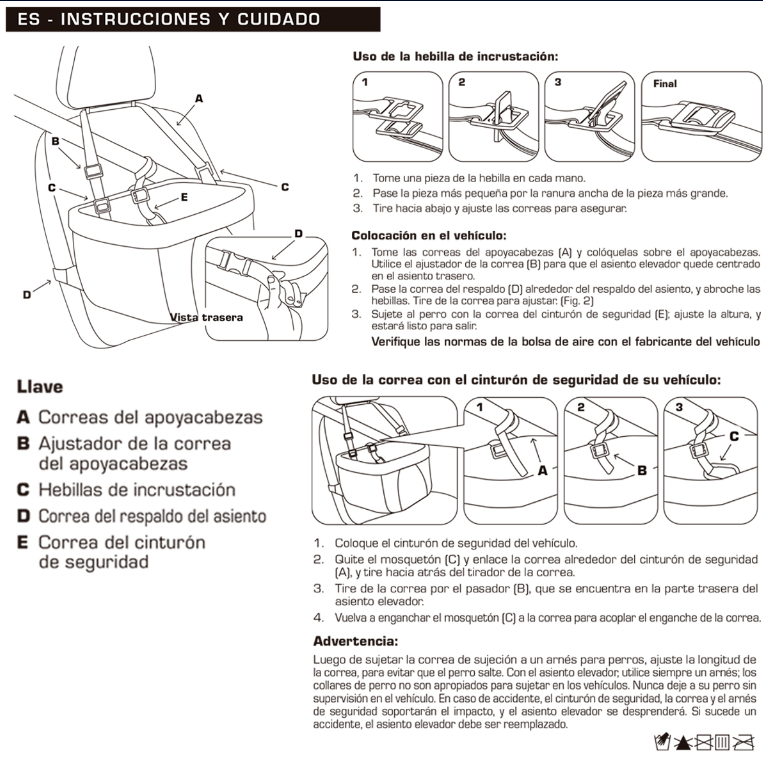 ES - INSTRUCCIONES Y CUIDADO
A
B
C
C
E
D
D
Vista trasera
Uso de la hebilla de incrustación:
1
2
3
Final
1. Tome una pieza de la hebilla en cada mano.
2. Pase la pieza más pequeña por la ranura ancha de la pieza más grande.
3. Tire hacia abajo y ajuste las correas para asegurar.
Colocación en el vehículo:
1. Tome las correas del apoyacabezas (A) y colóquelas sobre el apoyacabezas.
Utilice el ajustador de la correa (B) para que el asiento elevador quede centrado
en el asiento trasero.
2. Pase la correa del respaldo (D) alrededor del respaldo del asiento, y abroche las
hebillas. Tire de la correa para ajustar. (Fig. 2)
3. Sujete al perro con la correa del cinturón de seguridad (E); ajuste la altura, y
estará listo para salir.
Verifique las normas de la bolsa de aire con el fabricante del vehículo
Llave
A Correas del apoyacabezas
B Ajustador de la correa
del apoyacabezas
C Hebillas de incrustación
D Correa del respaldo del asiento
E Correa del cinturón
de seguridad
Uso de la correa con el cinturón de seguridad de su vehículo:
1
2
3
A
B
C
1. Coloque el cinturón de seguridad del vehículo.
2. Quite el mosquetón (C) y enlace la correa alrededor del cinturón de seguridad
(A), y tire hacia atrás del tirador de la correa.
3. Tire de la correa por el pasador (B), que se encuentra en la parte trasera del
asiento elevador.
4. Vuelva a enganchar el mosquetón (C) a la correa para acoplar el enganche de la correa.
Advertencia:
Luego de sujetar la correa de sujeción a un arnés para perros, ajuste la longitud de
la correa, para evitar que el perro salte. Con el asiento elevador, utilice siempre un arnés; los
collares de perro no son apropiados para sujetar en los vehículos. Nunca deje a su perro sin
supervisión en el vehículo. En caso de accidente, el cinturón de seguridad, la correa y el arnés
de seguridad soportarán el impacto, y el asiento elevador se desprenderá. Si sucede un
accidente, el asiento elevador debe ser reemplazado.